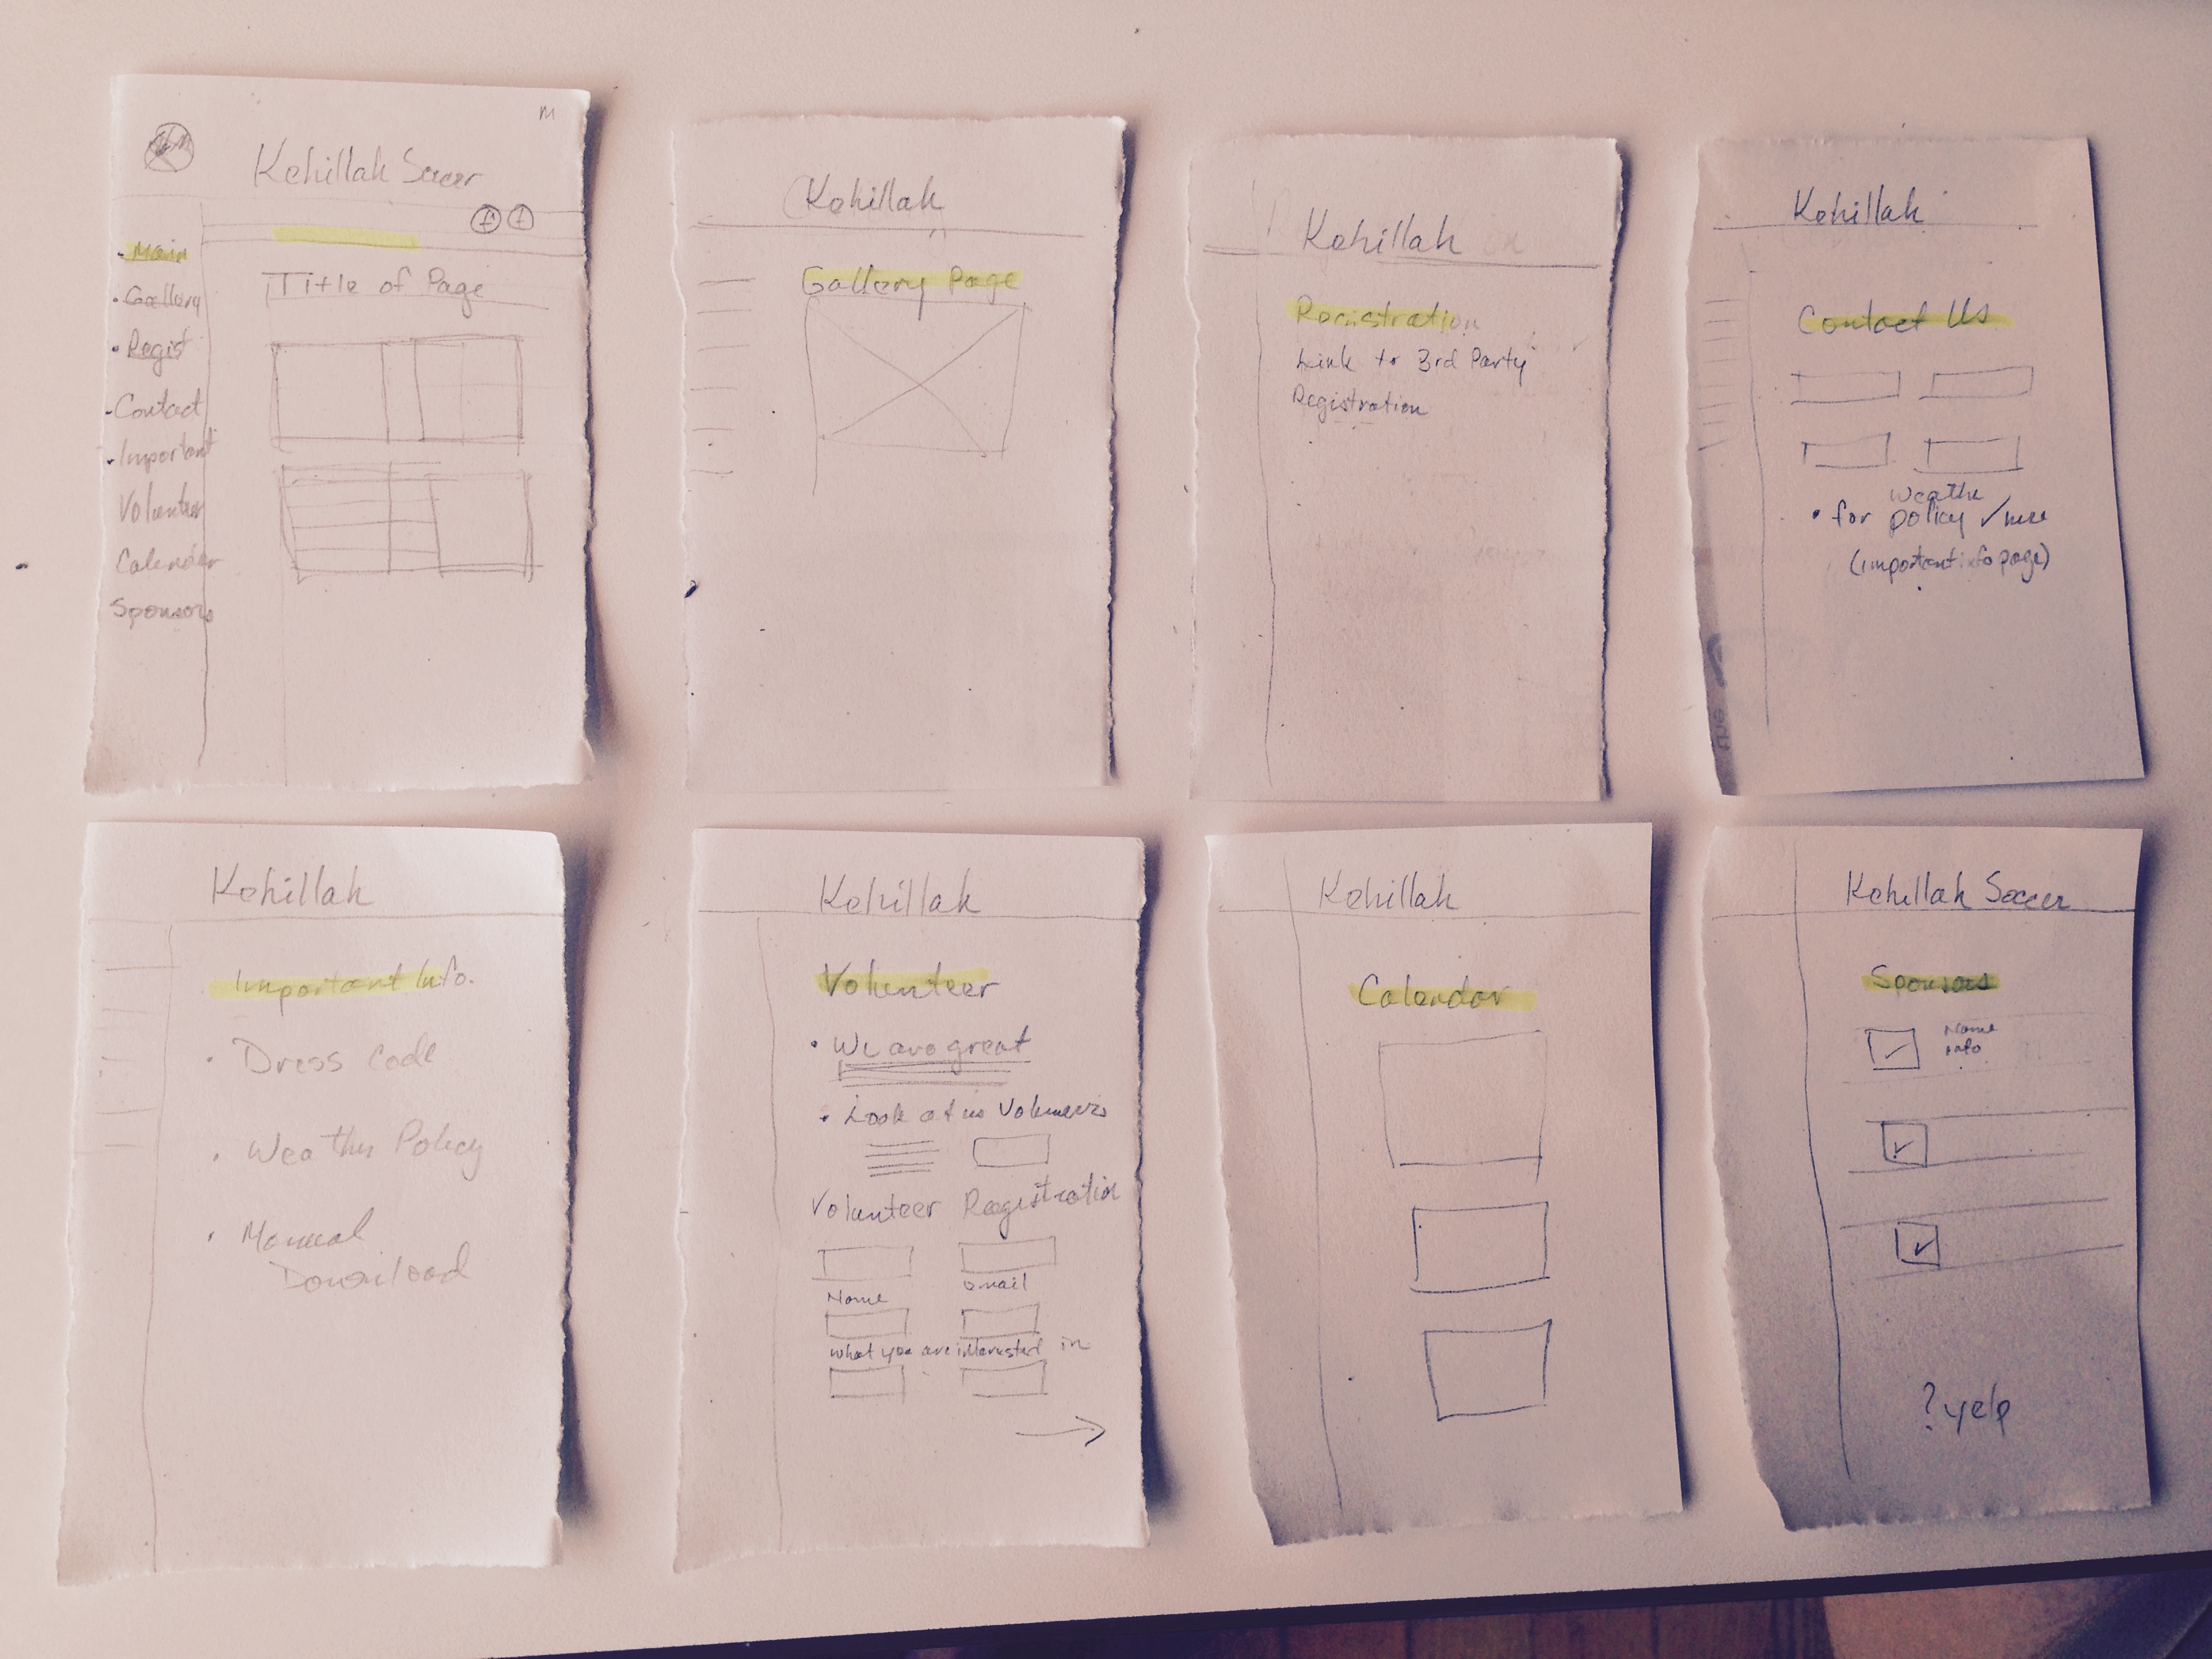 M
Kehillah Soccer
f t
• Main
• Gallery
• Regist
• Contact
• Important
Volunteer
Calendar
Sponsors
Title of Page
Kehillah
Gallery Page
Kehillah
Registration
Link to 3rd Party
Registration
Kehillah
Contact Us
Weathe
• for policy √ here
(important info page)
Kehillah
Important Info.
• Dress Code
• Weather Policy
• Manual
Download
Kehillah
Volunteer
• We are great
• Look at us Volunteers
Volunteer Registration
Name
email
what you are interested in
Kehillah
Calendar
Kehillah Soccer
Sponsors
Name
Info
? yelp